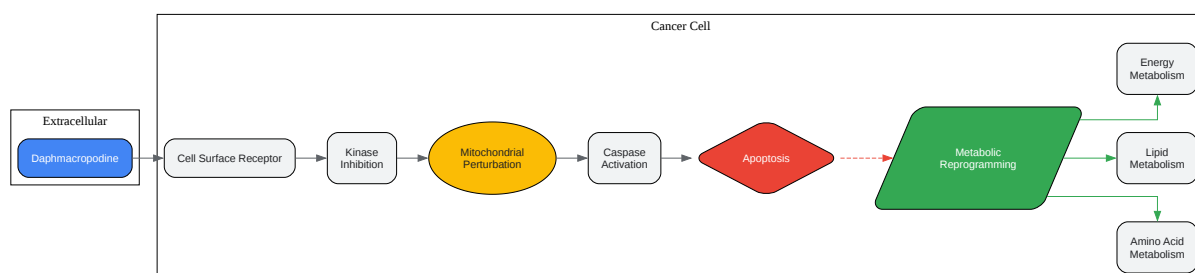 Cancer Cell
Extracellular
Daphmacropodine
Cell Surface Receptor
Kinase
Inhibition
Mitochondrial
Perturbation
Caspase
Activation
Apoptosis
Metabolic
Reprogramming
Energy
Metabolism
Lipid
Metabolism
Amino Acid
Metabolism